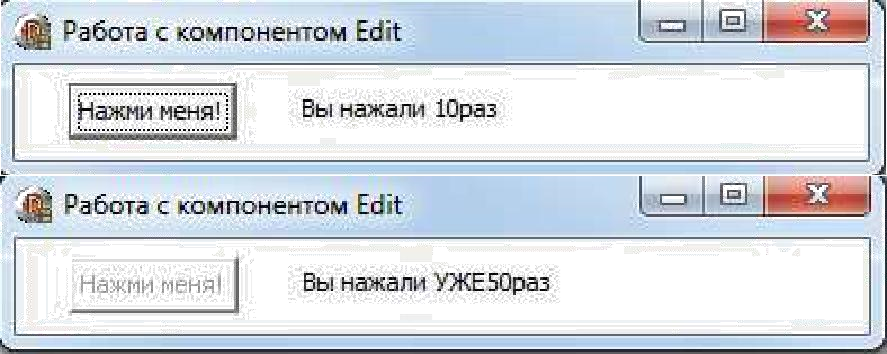 Работа с компонентом Edit
Нажми меня! Вы нажали 10раз
Работа с компонентом Edit
Нажми меня! Вы нажали УЖЕ50раз